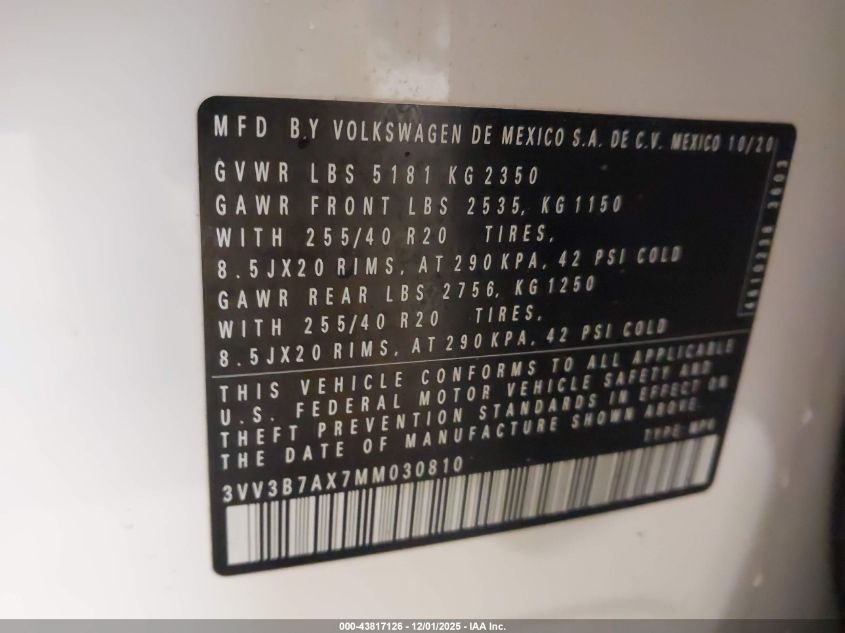 MFD B.Y VOLKSWAGEN DE MEXICO S.A. DE C.V. MEXICO 10/20
GVWR LBS 5181 KG 2350
GAWR FRONT LBS 2535, KG 1150
WITH 255/40 R20 TIRES,
8.5JX20 RIMS, AT 290 KPA, 42 PSI COLD
GAWR REAR LBS 2756, KG 1250
WITH 255/40 R20 TIRES,
8.5JX20 RIMS, AT 290 KPA, 42 PSI COLD
THIS VEHICLE CONFORMS TO ALL APPLICABLE
U.S. FEDERAL MOTOR VEHICLE SAFETY AND
THEFT PREVENTION STANDARDS IN EFFECT ON
THE DATE OF MANUFACTURE SHOWN ABOVE.
TYPE: MPV
3VV3B7AX7MM030810
000-43817126 - 12/01/2025 - IAA Inc.